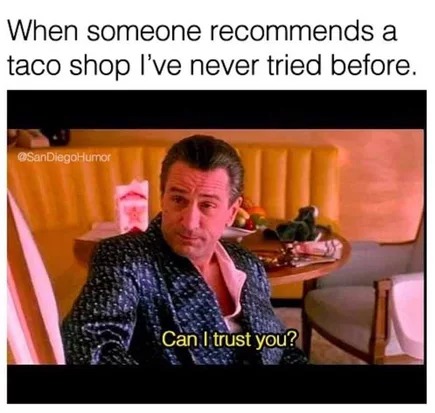 When someone recommends a
taco shop I've never tried before.
@SanDiegoHumor
Can I trust you?